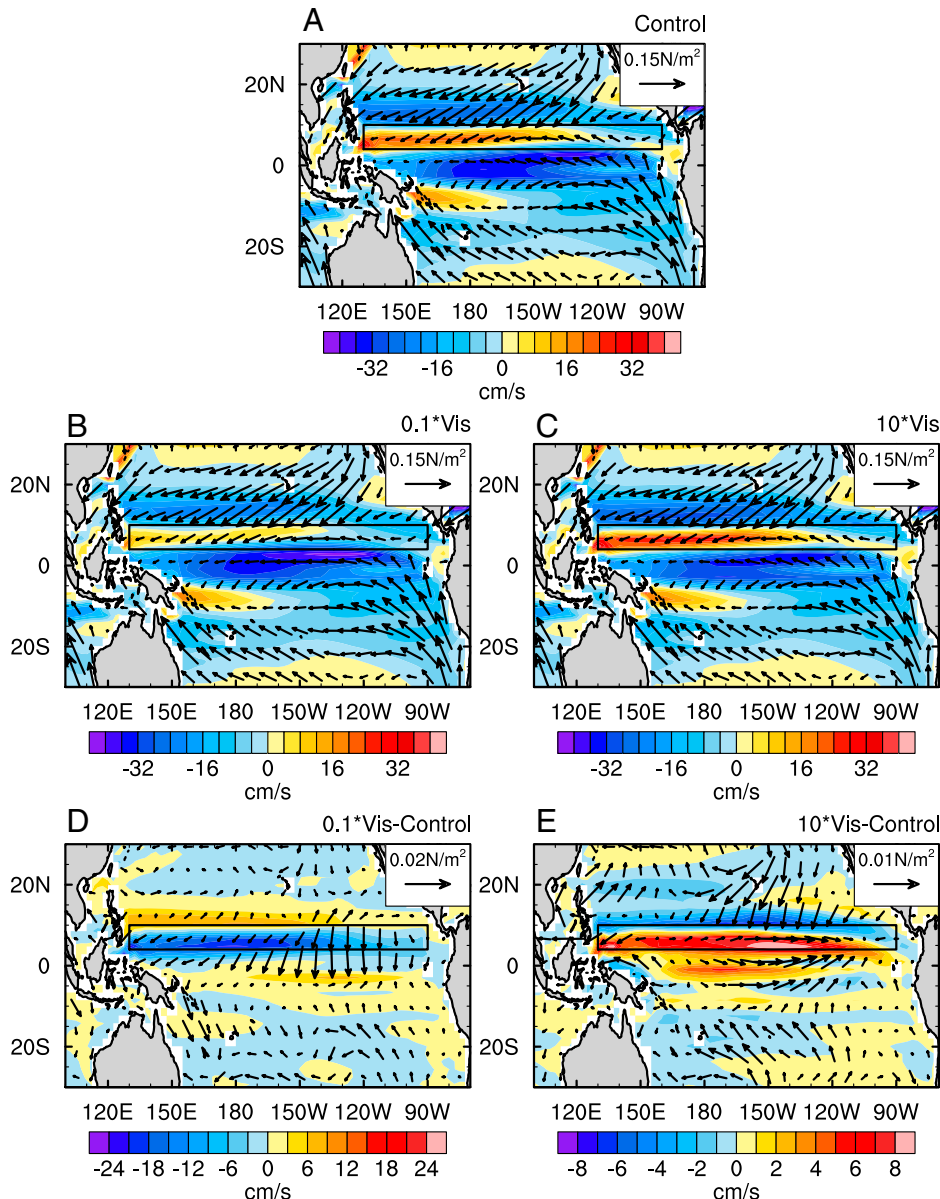 A Control
0.15N/m²
20N
0
20S
120E 150E 180 150W 120W 90W
-32 -16 0 16 32
cm/s
B 0.1*Vis
0.15N/m²
20N
0
20S
120E 150E 180 150W 120W 90W
-32 -16 0 16 32
cm/s
C 10*Vis
0.15N/m²
20N
0
20S
120E 150E 180 150W 120W 90W
-32 -16 0 16 32
cm/s
D 0.1*Vis-Control
0.02N/m²
20N
0
20S
120E 150E 180 150W 120W 90W
-24 -18 -12 -6 0 6 12 18 24
cm/s
E 10*Vis-Control
0.01N/m²
20N
0
20S
120E 150E 180 150W 120W 90W
-8 -6 -4 -2 0 2 4 6 8
cm/s